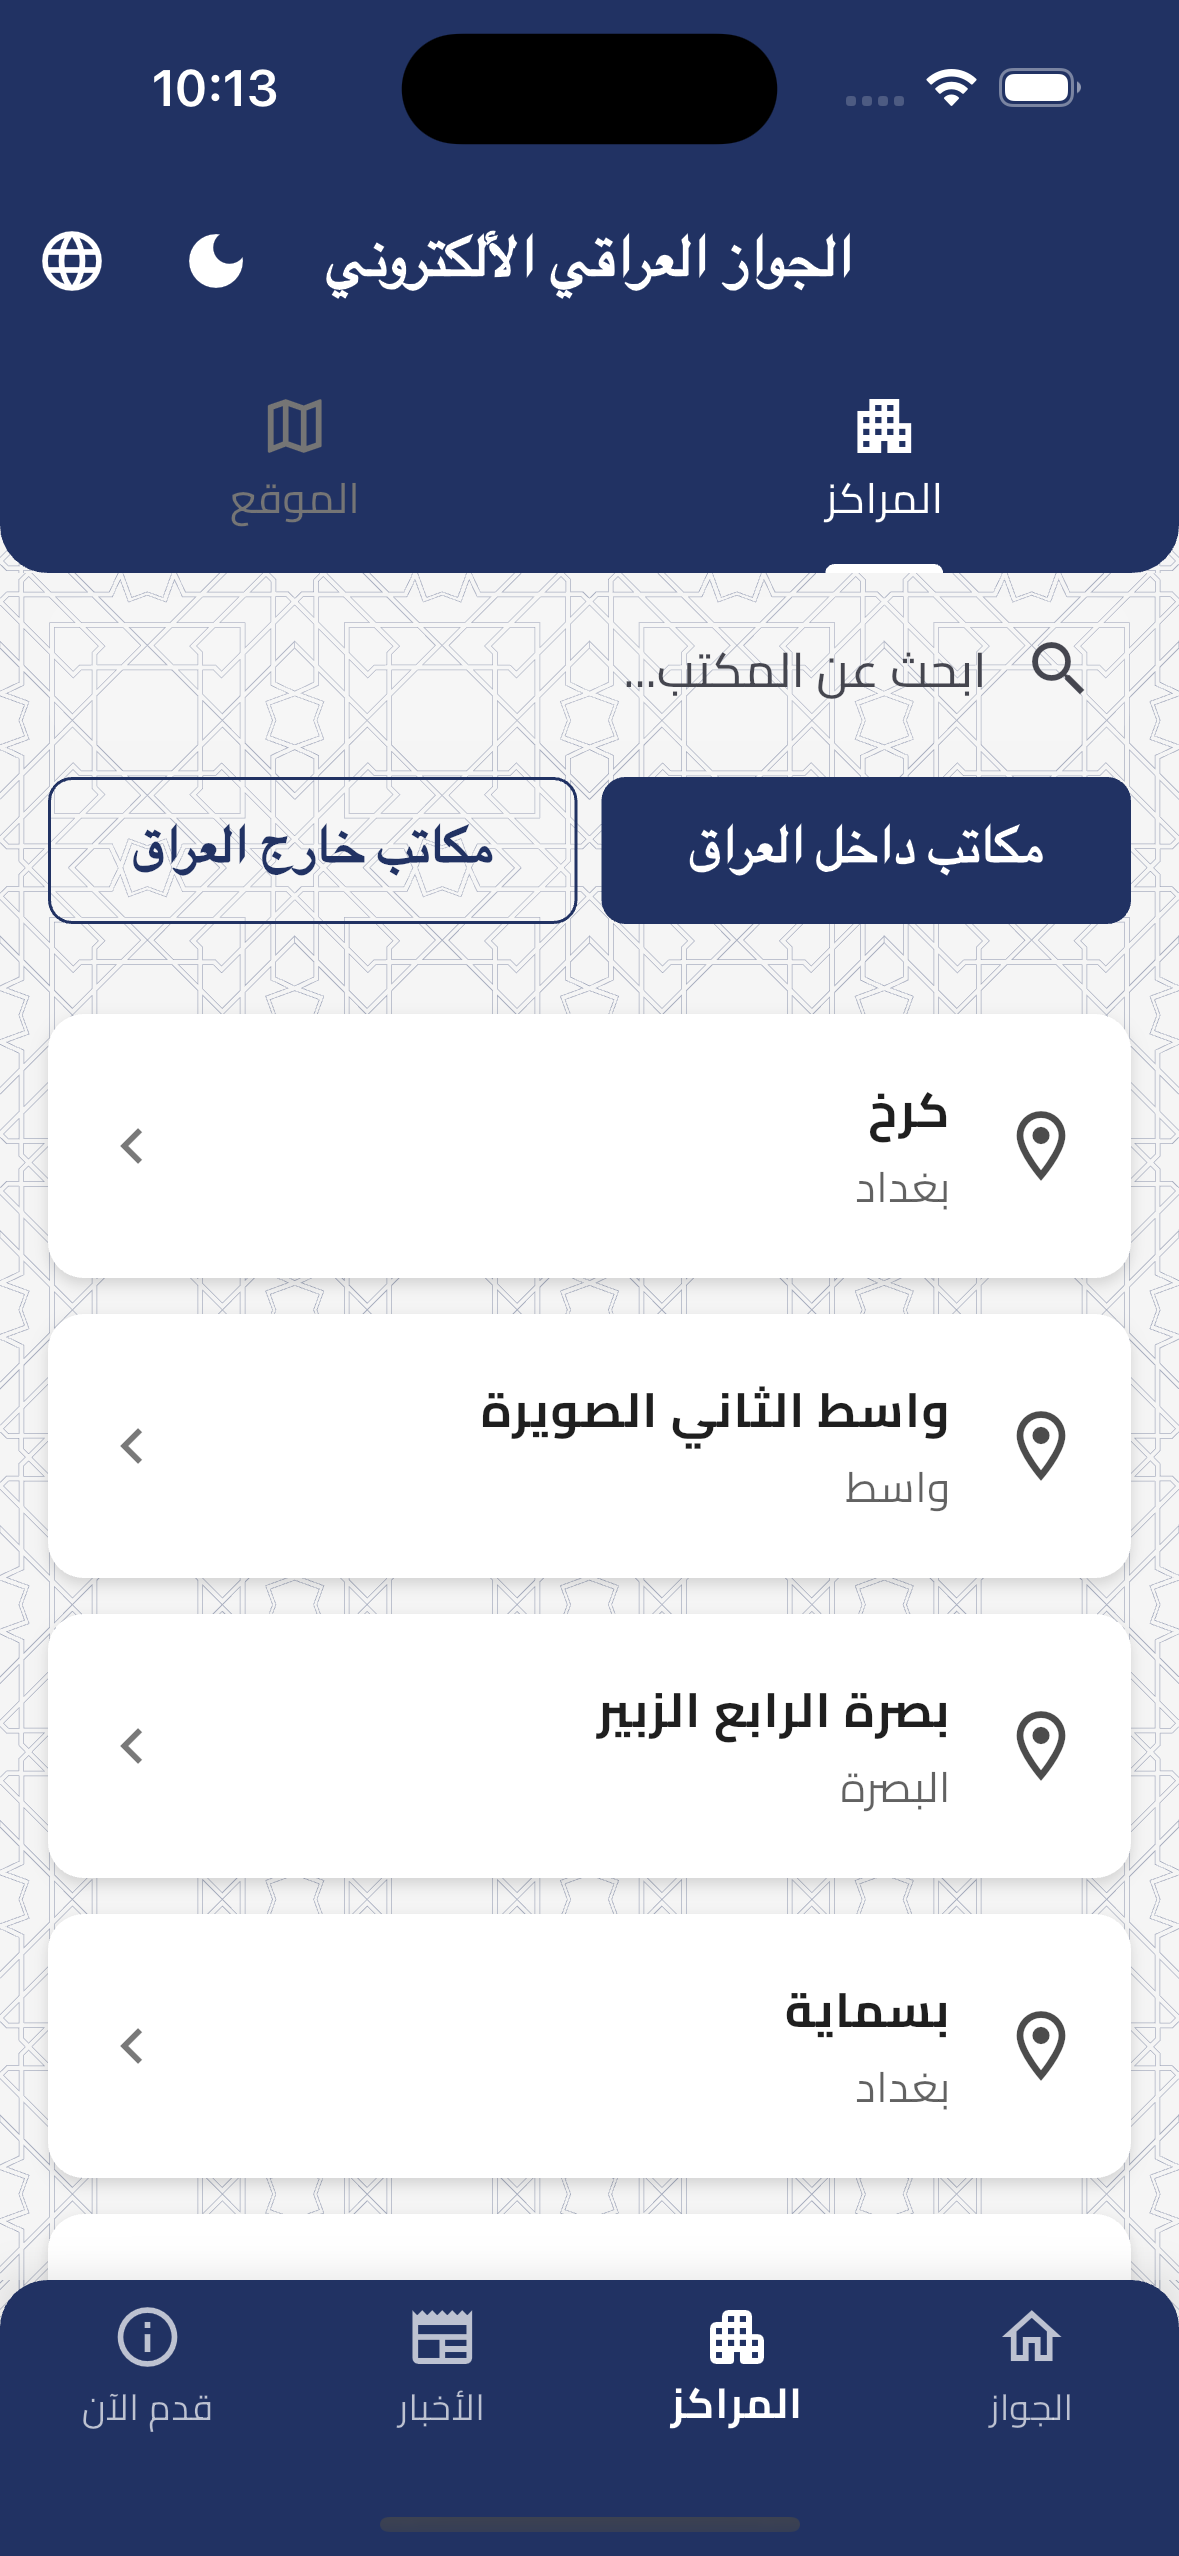 10:13
الجواز العراقي الألكتروني
المراكز
الموقع
ابحث عن المكتب...
مكاتب داخل العراق
مكاتب خارج العراق
كرخ
بغداد
واسط الثاني الصويرة
واسط
بصرة الرابع الزبير
البصرة
بسماية
بغداد
الجواز
المراكز
الأخبار
قدم الآن